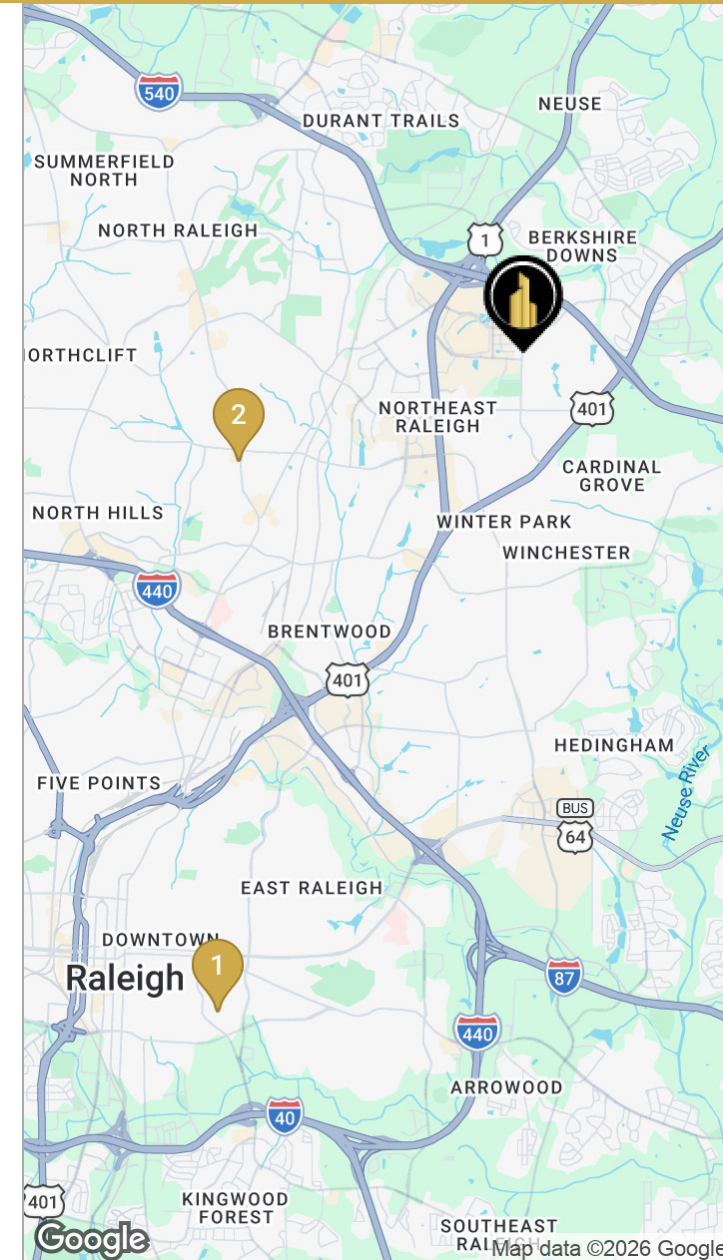 540
DURANT TRAILS
NEUSE
SUMMERFIELD
NORTH
NORTH RALEIGH
1
BERKSHIRE
DOWNS
ORTHCLIFT
2
NORTHEAST
RALEIGH
401
CARDINAL
GROVE
NORTH HILLS
WINTER PARK
WINCHESTER
440
BRENTWOOD
401
HEDINGHAM
FIVE POINTS
Neuse River
BUS
64
EAST RALEIGH
DOWNTOWN
1
Raleigh
87
440
ARROWOOD
40
401
KINGWOOD
FOREST
SOUTHEAST
RALEIGH
Google
Map data ©2026 Google